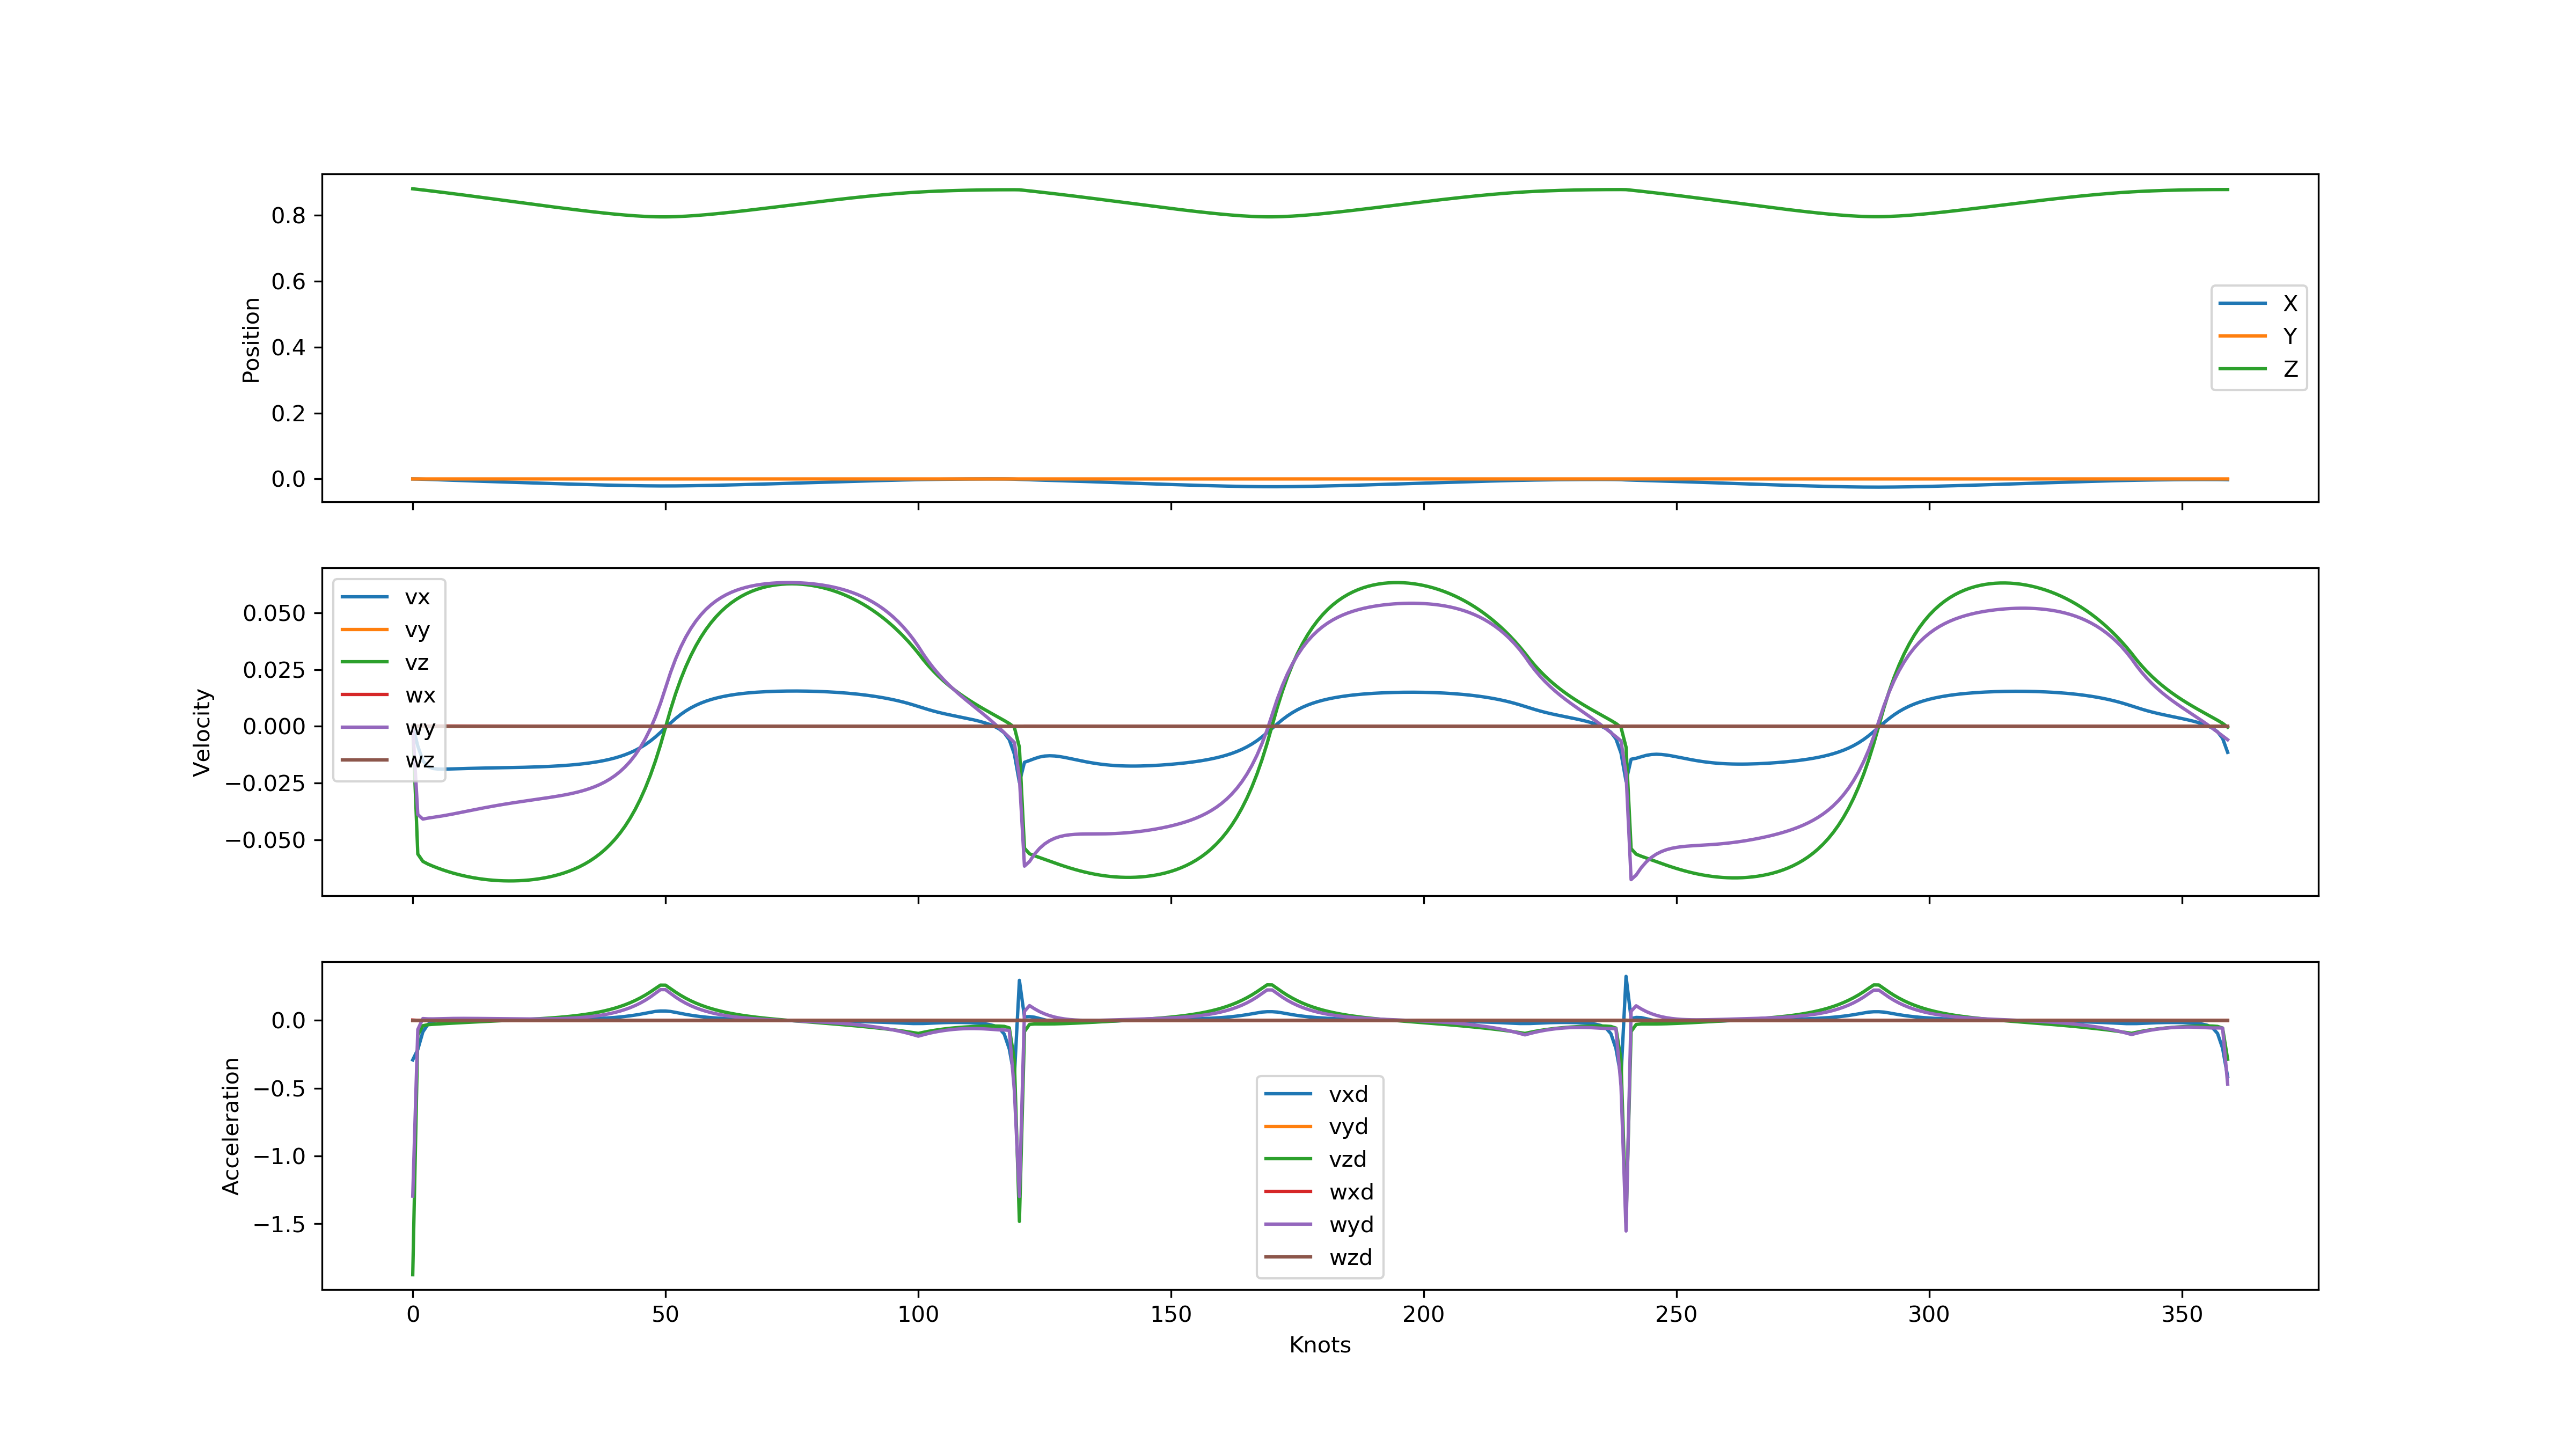 Position
0.8
0.6
0.4
0.2
0.0
X
Y
Z
Velocity
0.050
0.025
0.000
−0.025
−0.050
vx
vy
vz
wx
wy
wz
Acceleration
0.0
−0.5
−1.0
−1.5
vxd
vyd
vzd
wxd
wyd
wzd
0 50 100 150 200 250 300 350
Knots